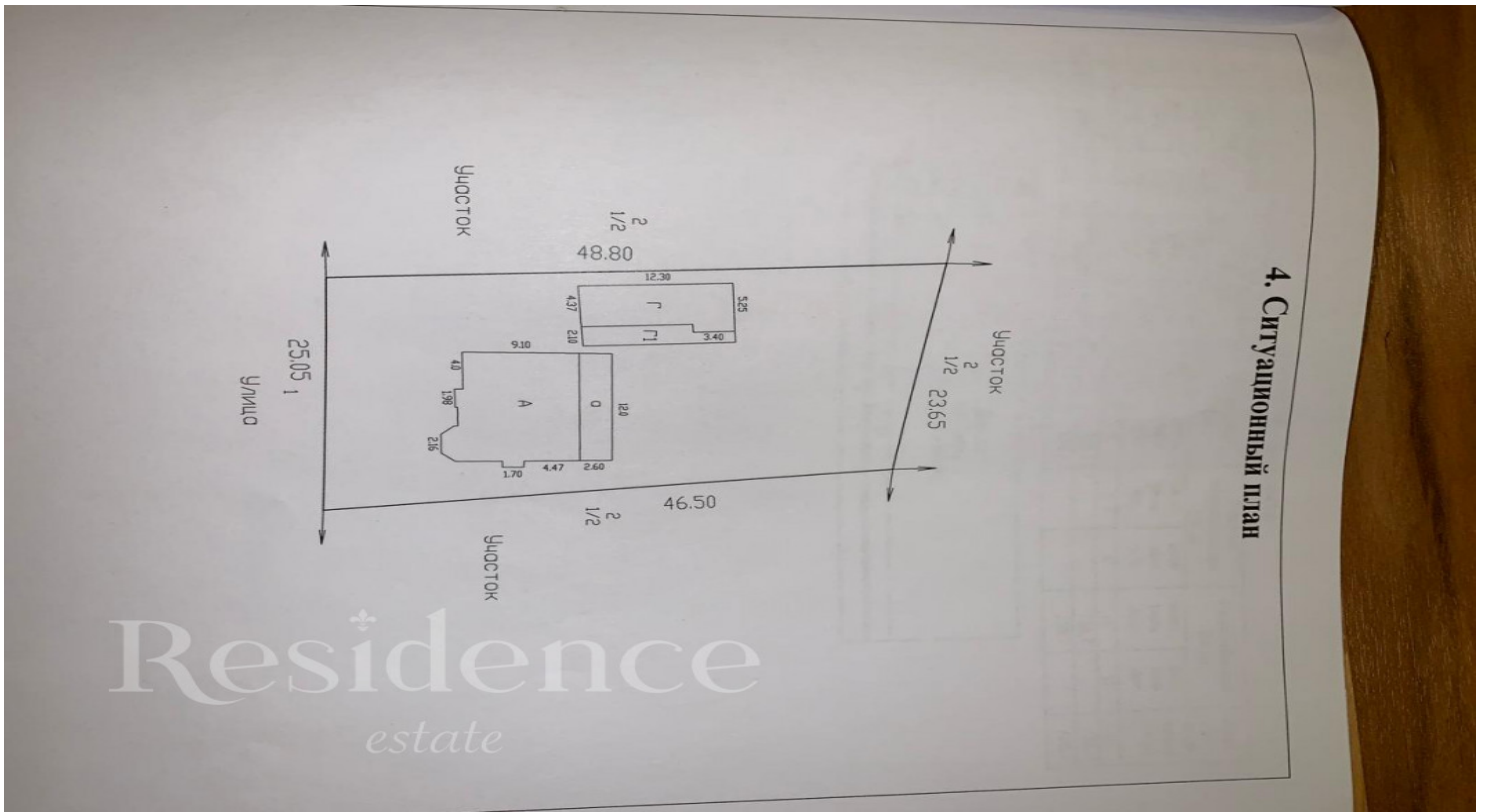 4. Ситуационный план
Участок
2
1/2
48.80
12.30
4.37
Г
5.25
2.10
Г1
3.40
Участок
2
1/2
23.65
9.10
4.0
1.98
А
а
12.0
2.16
1.70
4.47
2.60
25.05
1
Улица
46.50
2
1/2
Участок
Residence
estate